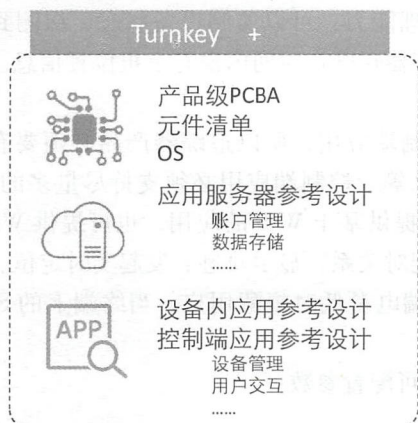 Turnkey +
产品级PCBA
元件清单
OS
应用服务器参考设计
账户管理
数据存储
……
APP
设备内应用参考设计
控制端应用参考设计
设备管理
用户交互
……